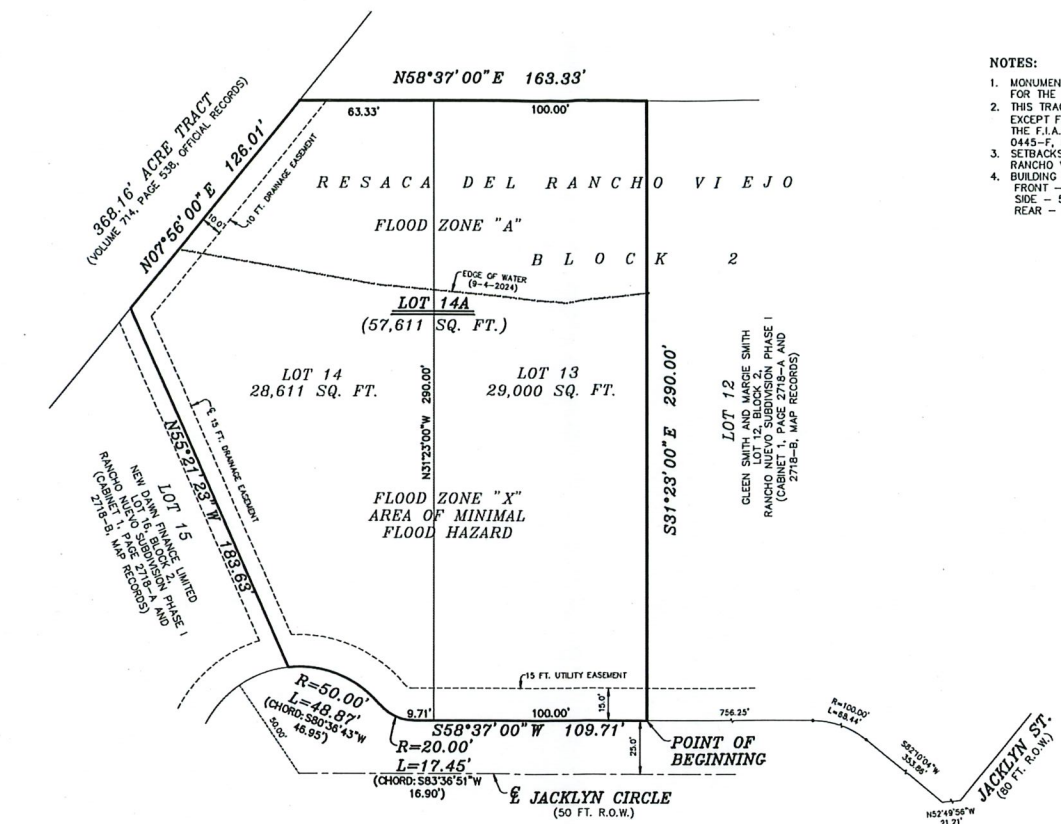 N58°37'00"E 163.33'
63.33'
100.00'
368.16' ACRE TRACT
(VOLUME 714, PAGE 538, OFFICIAL RECORDS)
N07°56'00"E 126.01'
10.0'
10 FT. DRAINAGE EASEMENT
RESACA DEL RANCHO VIEJO
FLOOD ZONE "A"
BLOCK 2
EDGE OF WATER
(9-4-2024)
LOT 14A
(57,611 SQ. FT.)
LOT 14
28,611 SQ. FT.
LOT 13
29,000 SQ. FT.
N31°23'00"W 290.00'
S31°23'00"E 290.00'
LOT 12
GLEEN SMITH AND MARGIE SMITH
LOT 12, BLOCK 2,
RANCHO NUEVO SUBDIVISION PHASE I
(CABINET 1, PAGE 2718-A AND
2718-B, MAP RECORDS)
℄ 15 FT. DRAINAGE EASEMENT
N55°21'23"W 183.63'
LOT 15
NEW DAWN FINANCE LIMITED
LOT 16, BLOCK 2,
RANCHO NUEVO SUBDIVISION PHASE I
(CABINET 1, PAGE 2718-A AND
2718-B, MAP RECORDS)
FLOOD ZONE "X"
AREA OF MINIMAL
FLOOD HAZARD
15 FT. UTILITY EASEMENT
15.0'
R=50.00'
L=48.87'
(CHORD: S80°36'43"W
46.95')
50.00'
9.71'
100.00'
S58°37'00"W 109.71'
R=20.00'
L=17.45'
(CHORD: S83°36'51"W
16.90')
25.0'
POINT OF
BEGINNING
℄ JACKLYN CIRCLE
(50 FT. R.O.W.)
756.25'
R=100.00'
L=68.44'
S82°10'04"W
353.86'
N52°49'56"W
21.21'
JACKLYN ST.
(60 FT. R.O.W.)
NOTES:
1. MONUMEN
FOR THE
2. THIS TRA
EXCEPT F
THE F.I.A.
0445-F,
3. SETBACKS
RANCHO
4. BUILDING
FRONT –
SIDE – 5
REAR –